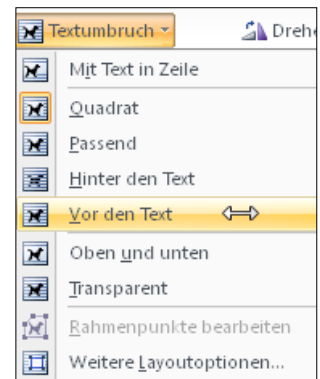 Textumbruch Drehe
Mit Text in Zeile
Quadrat
Passend
Hinter den Text
Vor den Text
Oben und unten
Transparent
Rahmenpunkte bearbeiten
Weitere Layoutoptionen...